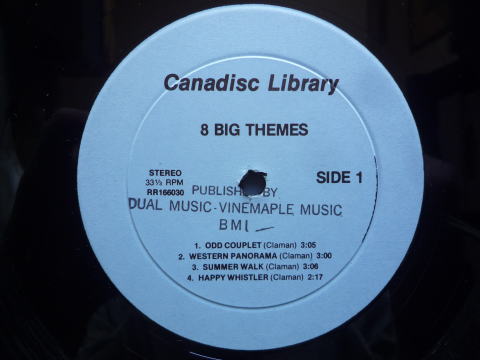 Canadisc Library
8 BIG THEMES
STEREO
33⅓ RPM
RR166030
SIDE 1
PUBLISHED BY
DUAL MUSIC-VINEMAPLE MUSIC
BMI
1. ODD COUPLET (Claman) 3:05
2. WESTERN PANORAMA (Claman) 3:00
3. SUMMER WALK (Claman) 3:06
4. HAPPY WHISTLER (Claman) 2:17